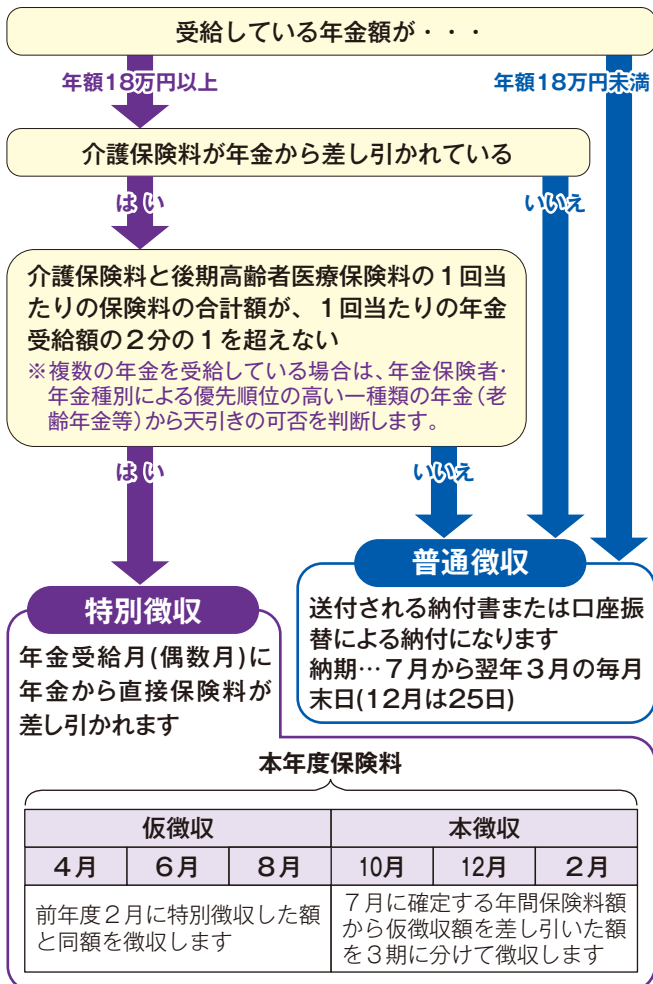 受給している年金額が・・・
年額18万円以上
年額18万円未満
介護保険料が年金から差し引かれている
はい
いいえ
介護保険料と後期高齢者医療保険料の１回当
たりの保険料の合計額が、１回当たりの年金
受給額の２分の１を超えない
※複数の年金を受給している場合は、年金保険者・
年金種別による優先順位の高い一種類の年金(老
齢年金等)から天引きの可否を判断します。
はい
いいえ
普通徴収
送付される納付書または口座振
替による納付になります
納期…７月から翌年３月の毎月
末日(12月は25日)
特別徴収
年金受給月(偶数月)に
年金から直接保険料が
差し引かれます
本年度保険料
仮徴収
本徴収
４月
６月
８月
10月
12月
２月
前年度２月に特別徴収した額
と同額を徴収します
７月に確定する年間保険料額
から仮徴収額を差し引いた額
を３期に分けて徴収します